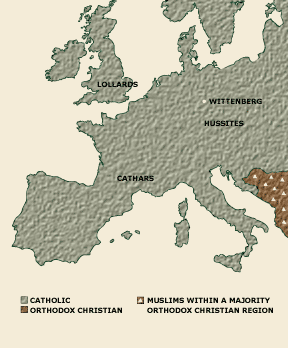 LOLLARDS
WITTENBERG
HUSSITES
CATHARS
CATHOLIC
ORTHODOX CHRISTIAN
MUSLIMS WITHIN A MAJORITY
ORTHODOX CHRISTIAN REGION